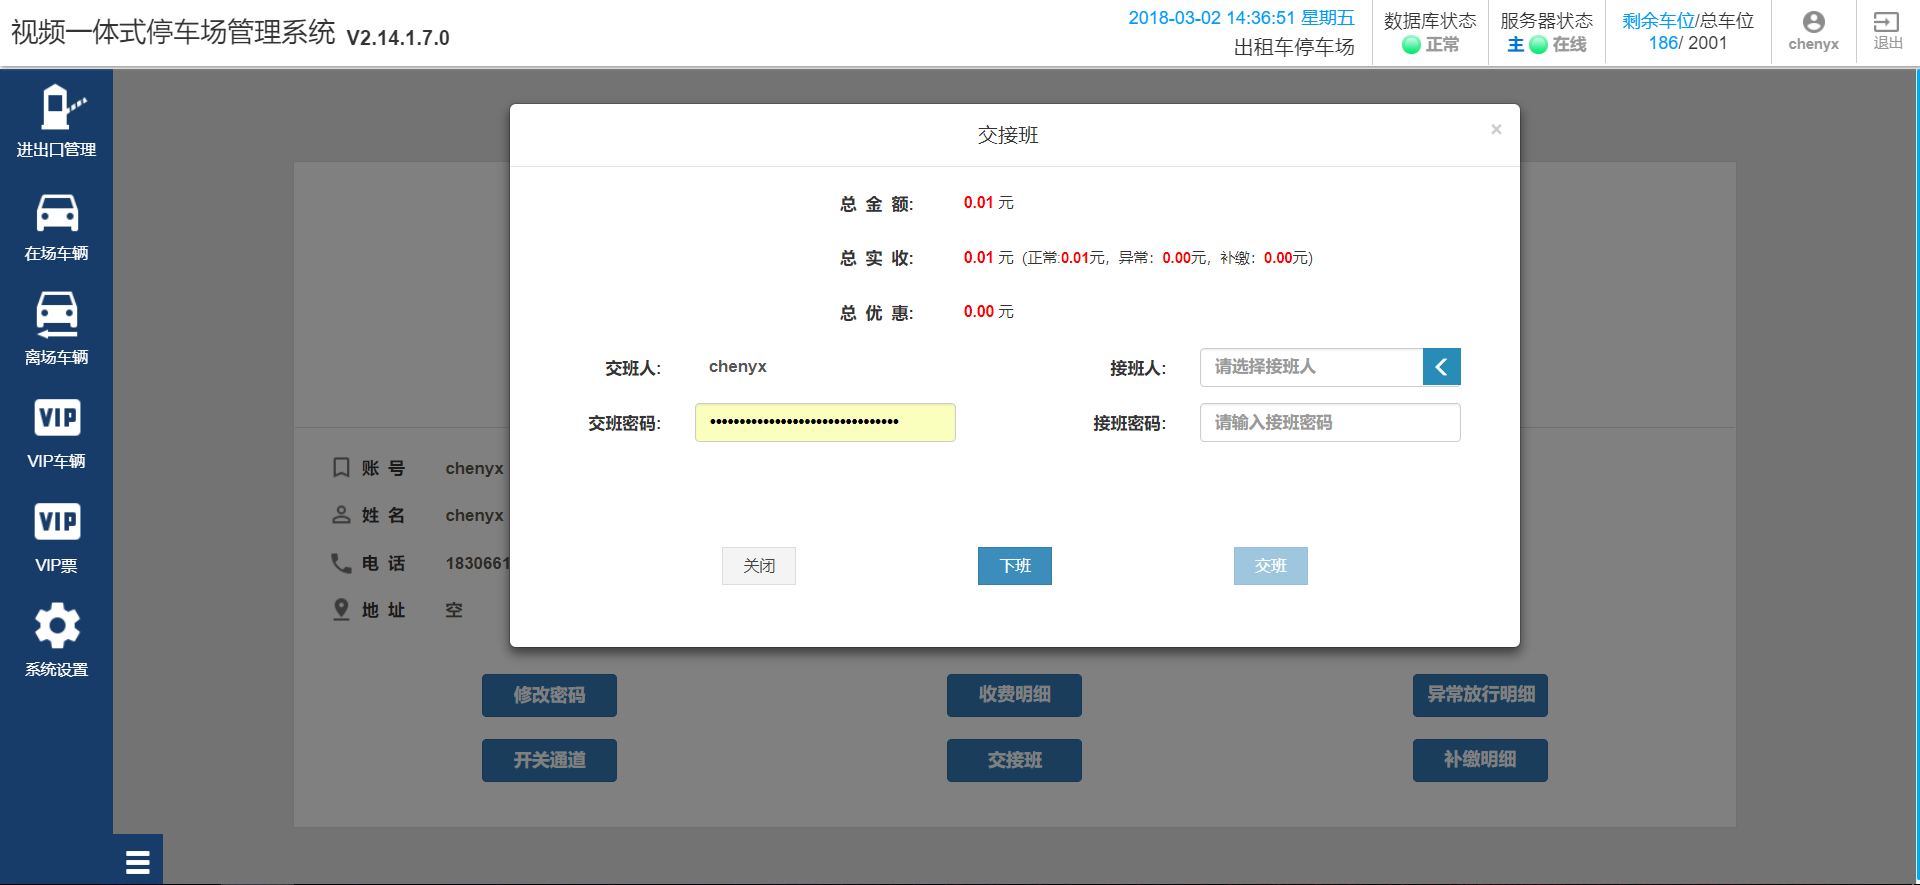 视频一体式停车场管理系统 V2.14.1.7.0
2018-03-02 14:36:51 星期五
出租车停车场
数据库状态
正常
服务器状态
主 在线
剩余车位/总车位
186/ 2001
chenyx
退出
进出口管理
在场车辆
离场车辆
VIP
VIP车辆
VIP
VIP票
系统设置
交接班
×
总 金 额: 0.01 元
总 实 收: 0.01 元 (正常:0.01元, 异常: 0.00元, 补缴: 0.00元)
总 优 惠: 0.00 元
交班人: chenyx
接班人: 请选择接班人
交班密码: ••••••••••••••••••••••••••••••••
接班密码: 请输入接班密码
关闭
下班
交班
账 号 chenyx
姓 名 chenyx
电 话 1830661
地 址 空
修改密码
收费明细
异常放行明细
开关通道
交接班
补缴明细